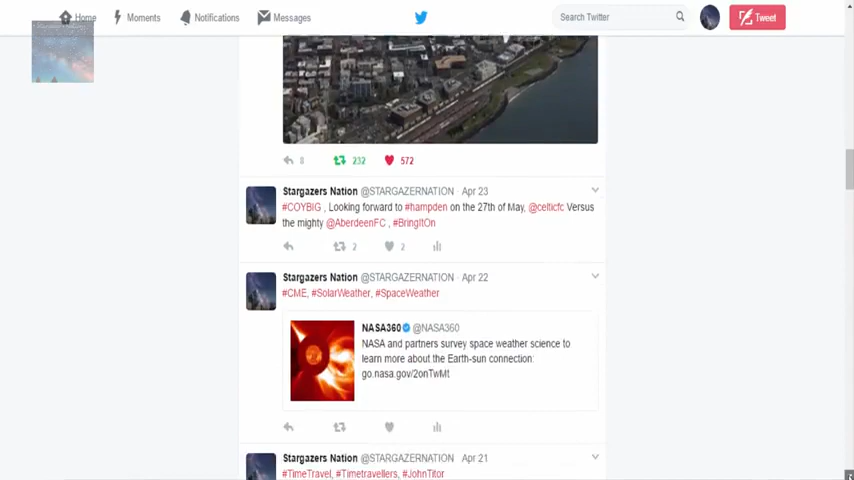 Home Moments Notifications Messages Search Twitter Tweet
8 232 572
Stargazers Nation @STARGAZERNATION · Apr 23
#COYBIG , Looking forward to #hampden on the 27th of May, @celticfc Versus
the mighty @AberdeenFC , #BringItOn
2 2
Stargazers Nation @STARGAZERNATION · Apr 22
#CME, #SolarWeather, #SpaceWeather
NASA360 @NASA360
NASA and partners survey space weather science to
learn more about the Earth-sun connection:
go.nasa.gov/2onTwMt
Stargazers Nation @STARGAZERNATION · Apr 21
#TimeTravel, #Timetravellers, #JohnTitor